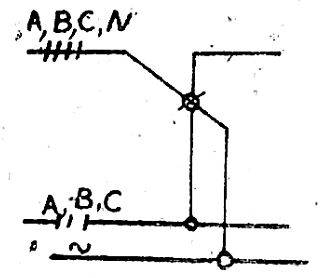 A, B, C, N
A, B, C
~